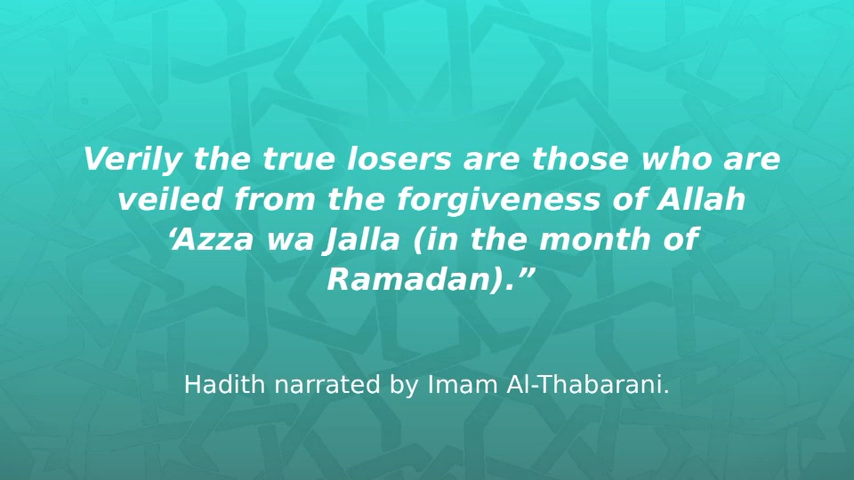 Verily the true losers are those who are
veiled from the forgiveness of Allah
‘Azza wa Jalla (in the month of
Ramadan).”
Hadith narrated by Imam Al-Thabarani.